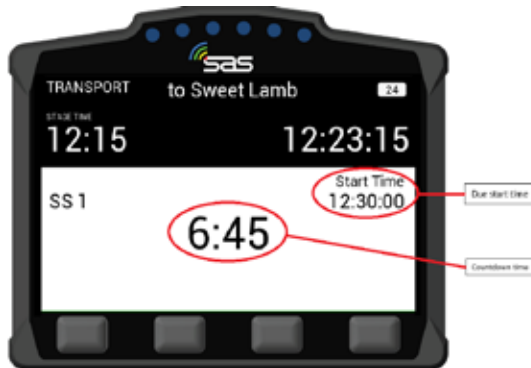 sas
TRANSPORT to Sweet Lamb 24
STAGE TIME
12:15 12:23:15
Start Time
SS 1 12:30:00
6:45
Due start time
Countdown time